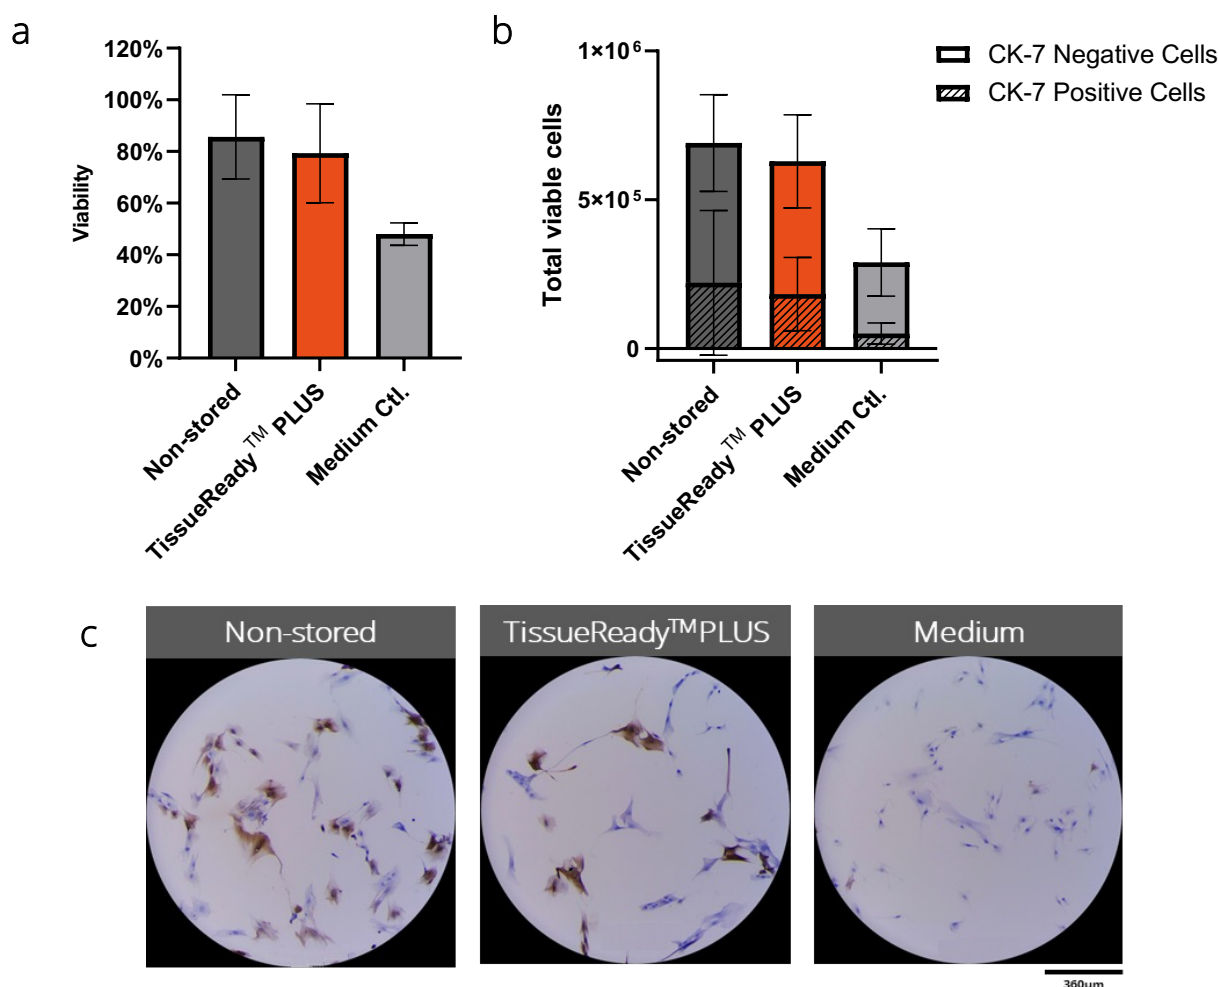 a
120%
100%
80%
60%
40%
20%
0%
Viability
Non-stored
TissueReady™ PLUS
Medium Ctl.
b
1×10⁶
5×10⁵
0
Total viable cells
Non-stored
TissueReady™ PLUS
Medium Ctl.
CK-7 Negative Cells
CK-7 Positive Cells
c
Non-stored
TissueReady™PLUS
Medium
360µm